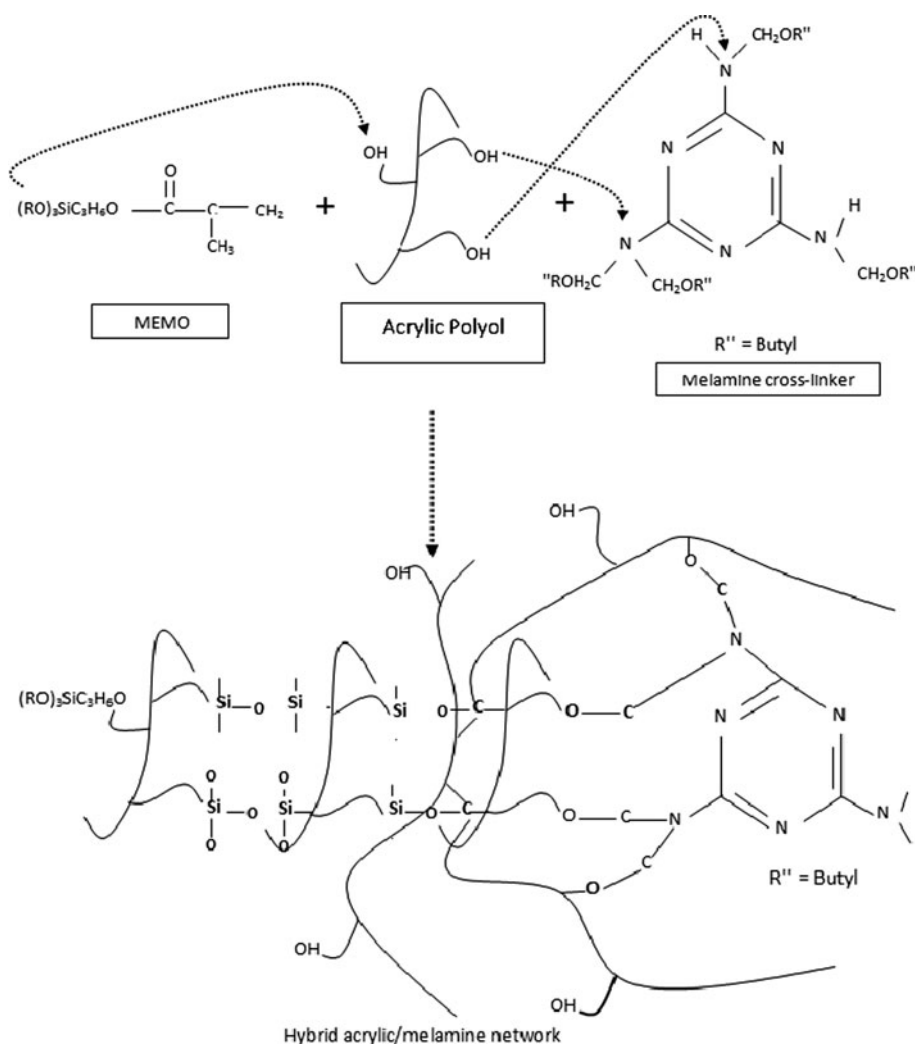 H
CH₂OR''
N
OH
OH
N
N
O
(RO)₃SiC₃H₆O
C
C
CH₂
+
+
H
CH₃
OH
N
N
N
''ROH₂C
CH₂OR''
CH₂OR''
MEMO
Acrylic Polyol
R'' = Butyl
Melamine cross-linker
OH
OH
O
C
N
(RO)₃SiC₃H₆O
Si
O
Si
Si
O
C
O
C
N
N
O
O
Si
O
Si
Si
O
C
O
C
N
N
N
O
O
C
R'' = Butyl
O
OH
OH
Hybrid acrylic/melamine network